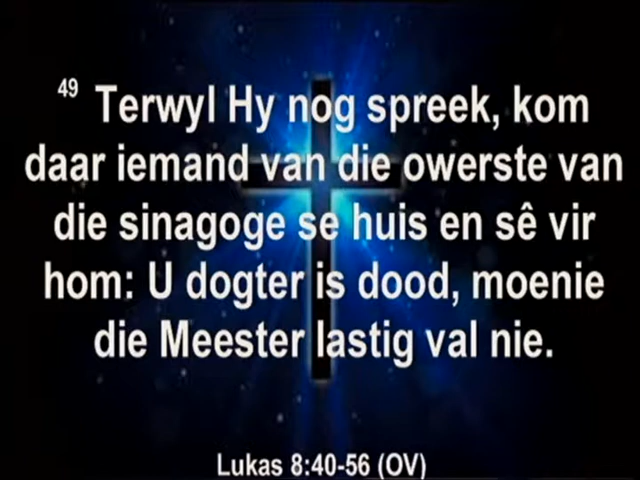 49 Terwyl Hy nog spreek, kom
daar iemand van die owerste van
die sinagoge se huis en sê vir
hom: U dogter is dood, moenie
die Meester lastig val nie.
Lukas 8:40-56 (OV)